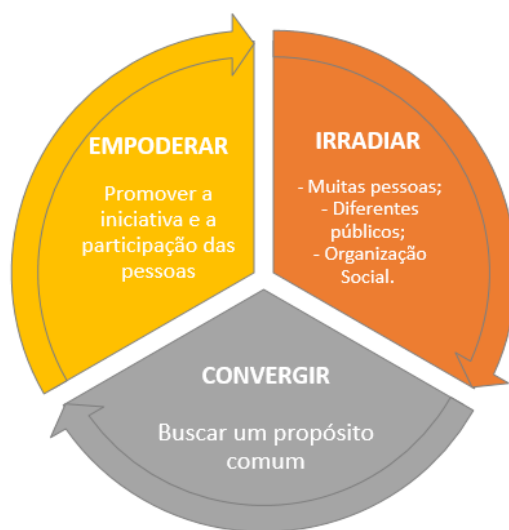 EMPODERAR
Promover a
iniciativa e a
participação das
pessoas
IRRADIAR
- Muitas pessoas;
- Diferentes
públicos;
- Organização
Social.
CONVERGIR
Buscar um propósito
comum